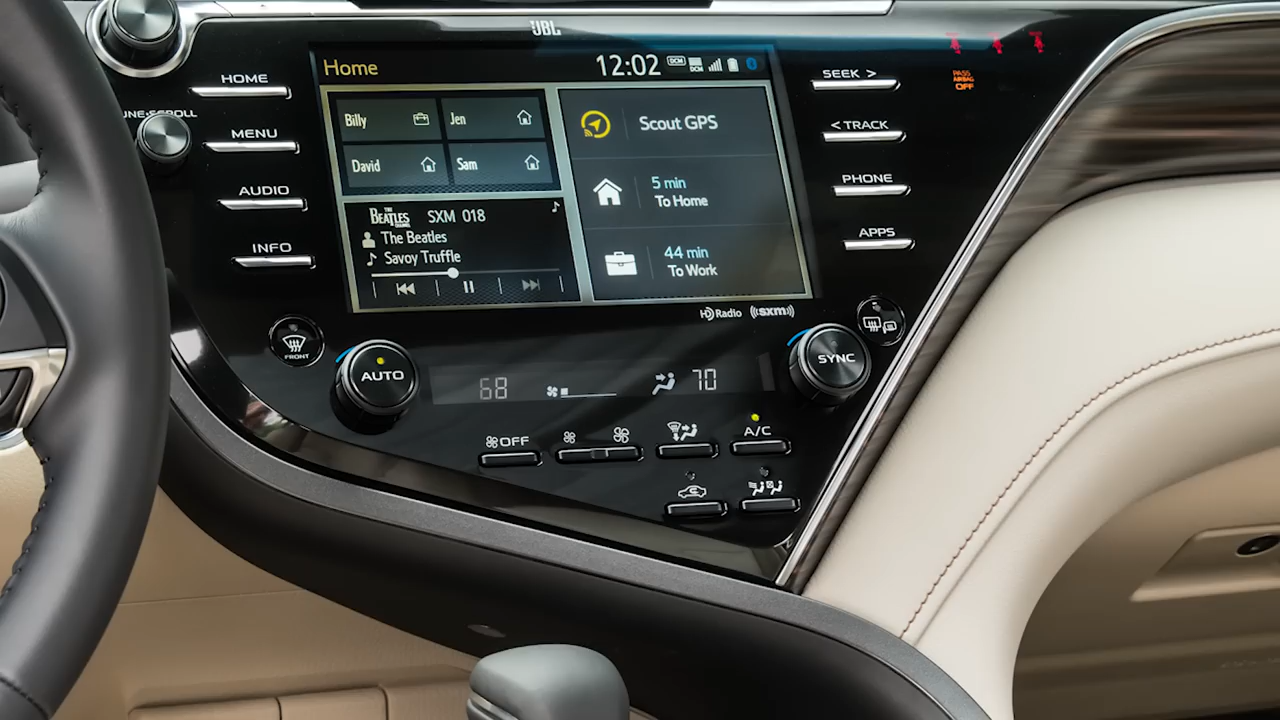 JBL
HOME
MENU
AUDIO
INFO
Home
12:02
DCM
DCM
Billy
Jen
David
Sam
THE
BEATLES
SXM 018
The Beatles
Savoy Truffle
Scout GPS
5 min
To Home
44 min
To Work
HD Radio
((SXM))
SEEK >
< TRACK
PHONE
APPS
PASS
AIRBAG
OFF
FRONT
AUTO
68
70
SYNC
OFF
A/C